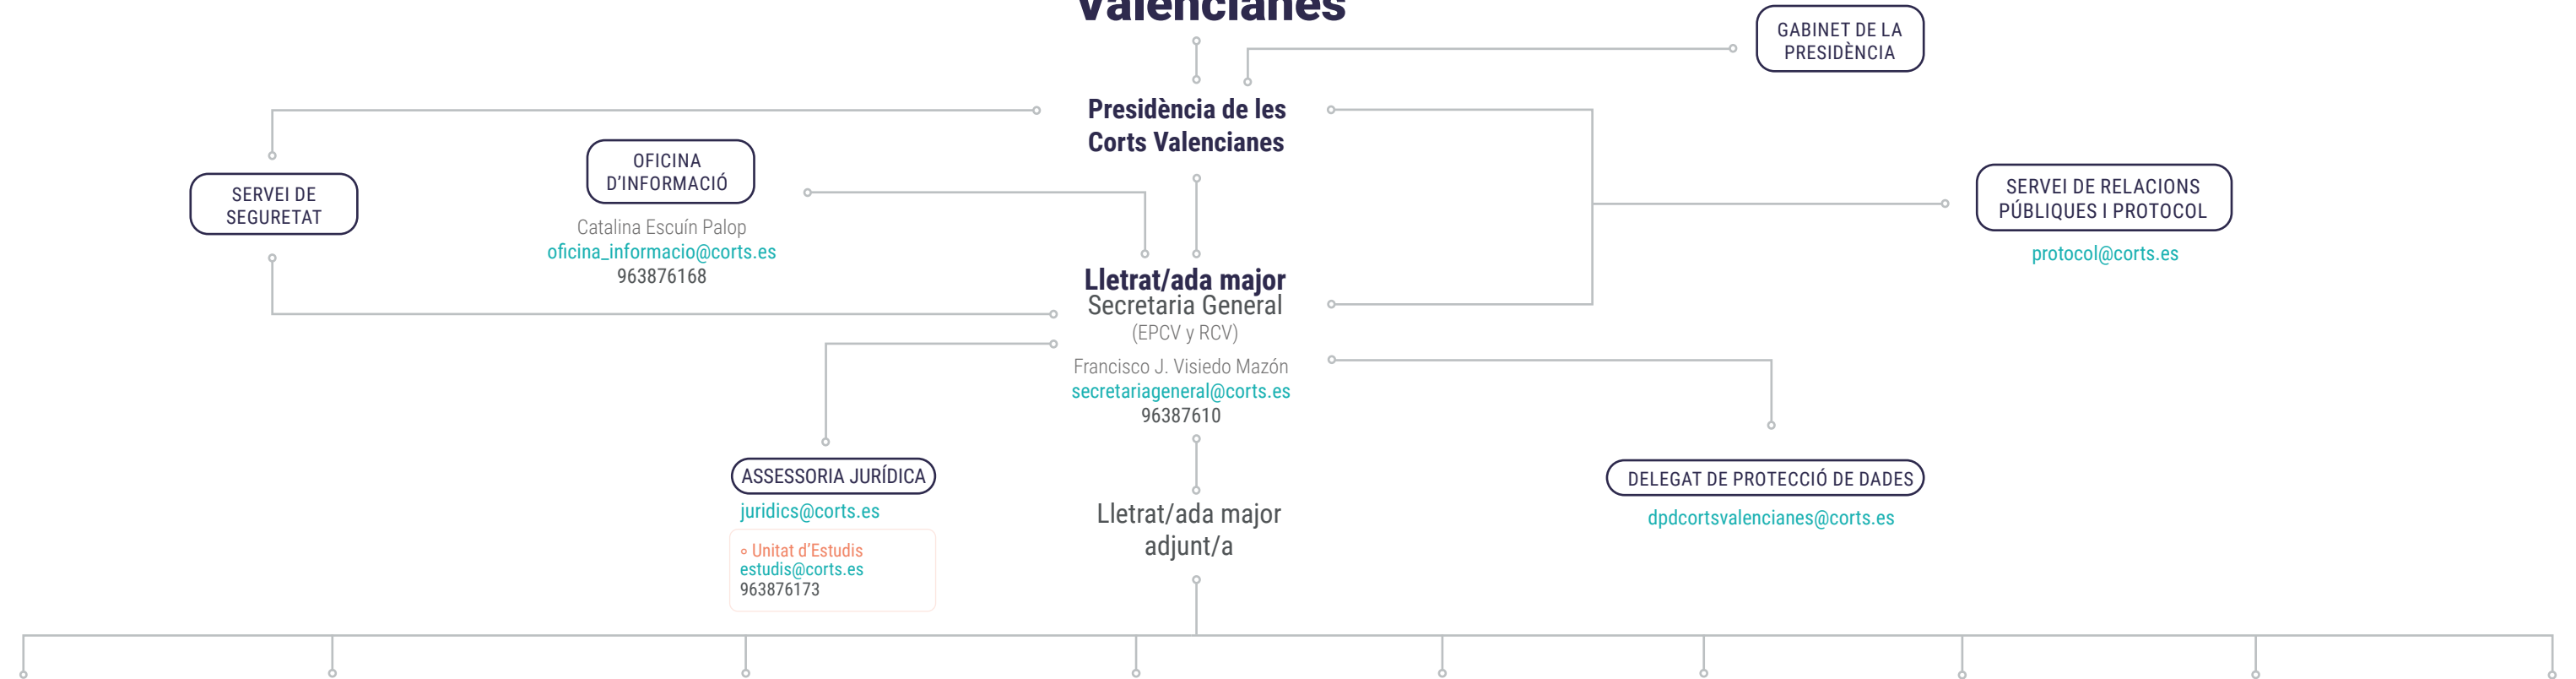 Valencianes
GABINET DE LA
PRESIDÈNCIA
Presidència de les
Corts Valencianes
OFICINA
D'INFORMACIÓ
Catalina Escuín Palop
oficina_informacio@corts.es
963876168
SERVEI DE
SEGURETAT
SERVEI DE RELACIONS
PÚBLIQUES I PROTOCOL
protocol@corts.es
Lletrat/ada major
Secretaria General
(EPCV y RCV)
Francisco J. Visiedo Mazón
secretariageneral@corts.es
96387610
ASSESSORIA JURÍDICA
juridics@corts.es
∘ Unitat d'Estudis
estudis@corts.es
963876173
Lletrat/ada major
adjunt/a
DELEGAT DE PROTECCIÓ DE DADES
dpdcortsvalencianes@corts.es